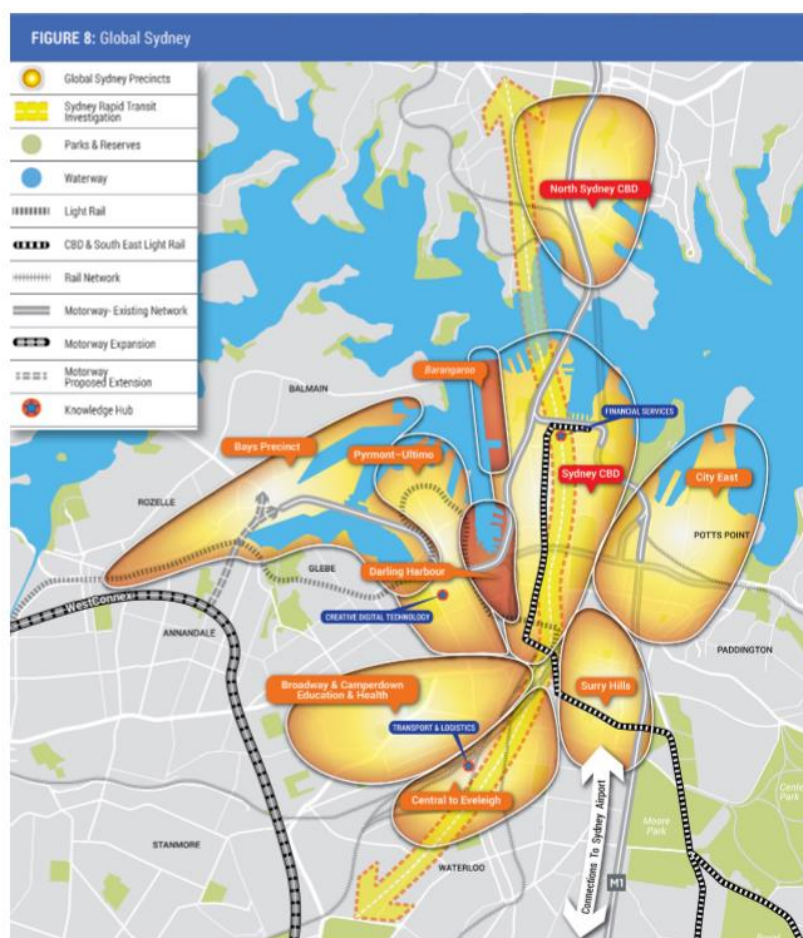 FIGURE 8: Global Sydney
Global Sydney Precincts
Sydney Rapid Transit
Investigation
Parks & Reserves
Waterway
Light Rail
CBD & South East Light Rail
Rail Network
Motorway- Existing Network
Motorway Expansion
Motorway
Proposed Extension
Knowledge Hub
North Sydney CBD
Barangaroo
BALMAIN
FINANCIAL SERVICES
Bays Precinct
Pyrmont–Ultimo
Sydney CBD
City East
ROZELLE
POTTS POINT
GLEBE
Darling Harbour
WestConnex
CREATIVE DIGITAL TECHNOLOGY
ANNANDALE
PADDINGTON
Broadway & Camperdown
Education & Health
Surry Hills
TRANSPORT & LOGISTICS
Central to Eveleigh
Connections To Sydney Airport
Moore
Park
STANMORE
WATERLOO
M1
Park